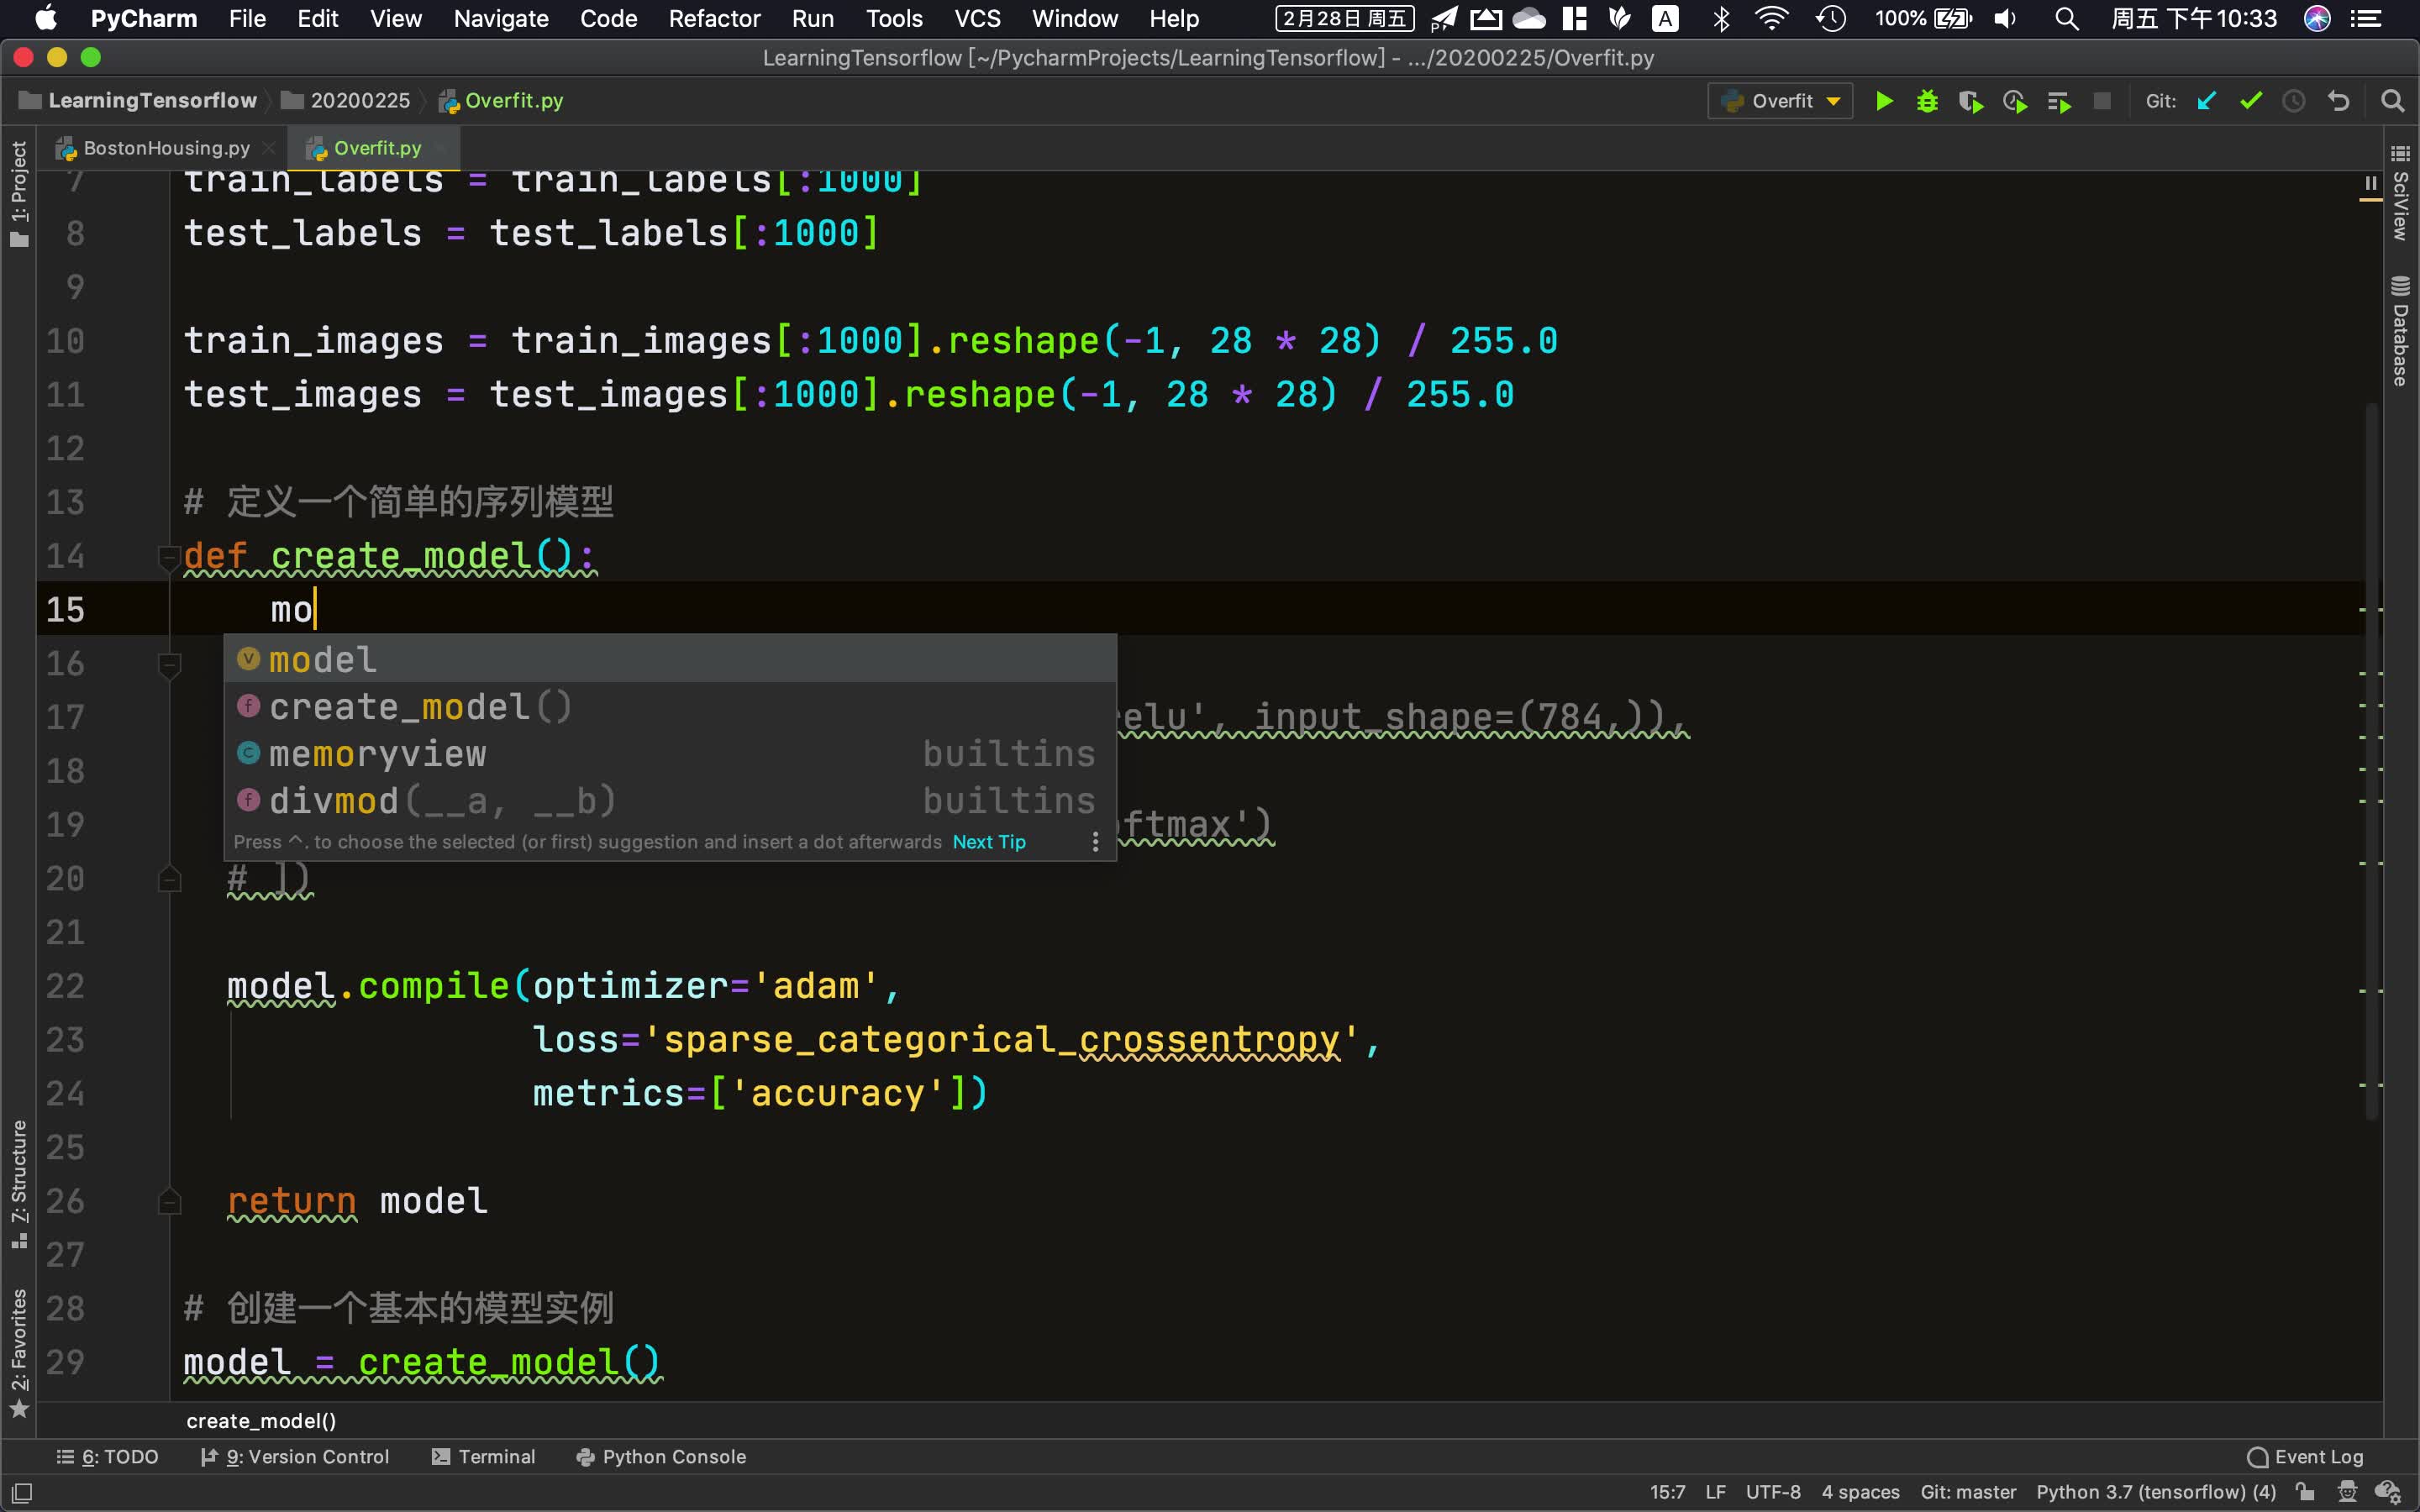 PyCharm File Edit View Navigate Code Refactor Run Tools VCS Window Help 2月28日 周五 A 100% 周五 下午10:33
LearningTensorflow [~/PycharmProjects/LearningTensorflow] - .../20200225/Overfit.py
LearningTensorflow 20200225 Overfit.py Overfit Git:
BostonHousing.py Overfit.py
1: Project
SciView
Database
7 train_labels = train_labels[:1000]
8 test_labels = test_labels[:1000]
9
10 train_images = train_images[:1000].reshape(-1, 28 * 28) / 255.0
11 test_images = test_images[:1000].reshape(-1, 28 * 28) / 255.0
12
13 # 定义一个简单的序列模型
14 def create_model():
15 mo
16 model
create_model()
17 elu', input_shape=(784,)),
memoryview builtins
18
divmod(__a, __b) builtins
19 ftmax')
Press ^. to choose the selected (or first) suggestion and insert a dot afterwards Next Tip
20 # ])
21
22 model.compile(optimizer='adam',
23 loss='sparse_categorical_crossentropy',
24 metrics=['accuracy'])
25
26 return model
27
28 # 创建一个基本的模型实例
29 model = create_model()
7: Structure
2: Favorites
create_model()
6: TODO 9: Version Control Terminal Python Console Event Log
15:7 LF UTF-8 4 spaces Git: master Python 3.7 (tensorflow) (4)